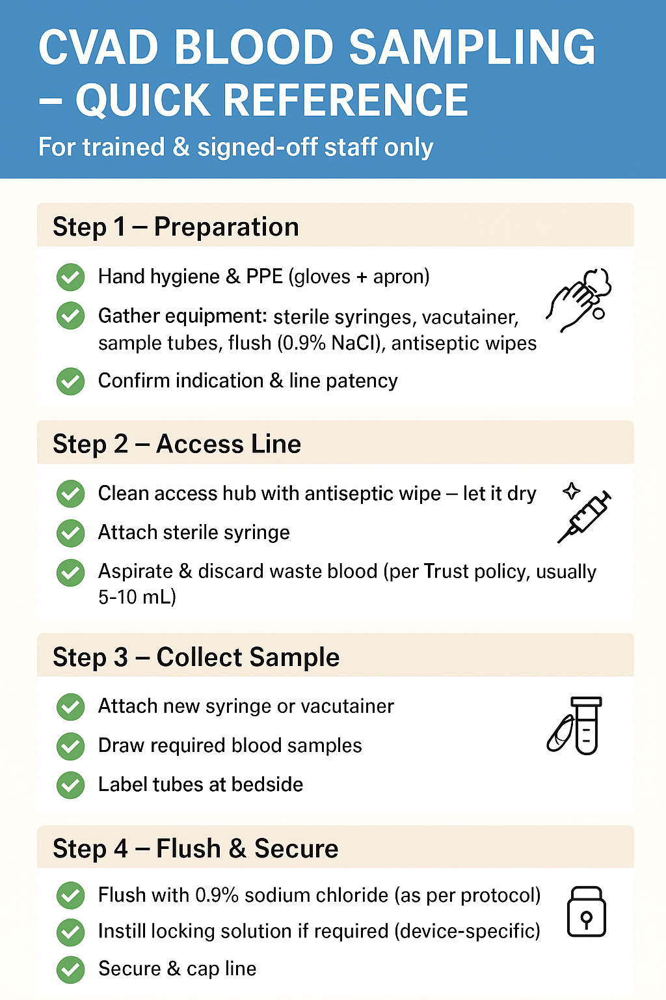 CVAD BLOOD SAMPLING
– QUICK REFERENCE
For trained & signed-off staff only
Step 1 – Preparation
Hand hygiene & PPE (gloves + apron)
Gather equipment: sterile syringes, vacutainer,
sample tubes, flush (0.9% NaCl), antiseptic wipes
Confirm indication & line patency
Step 2 – Access Line
Clean access hub with antiseptic wipe – let it dry
Attach sterile syringe
Aspirate & discard waste blood (per Trust policy, usually
5-10 mL)
Step 3 – Collect Sample
Attach new syringe or vacutainer
Draw required blood samples
Label tubes at bedside
Step 4 – Flush & Secure
Flush with 0.9% sodium chloride (as per protocol)
Instill locking solution if required (device-specific)
Secure & cap line